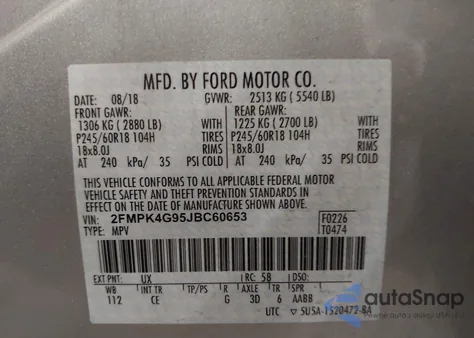 MFD. BY FORD MOTOR CO.
DATE: 08/18 GVWR: 2513 KG ( 5540 LB)
FRONT GAWR: REAR GAWR:
1306 KG ( 2880 LB) WITH 1225 KG ( 2700 LB) WITH
P245/60R18 104H TIRES P245/60R18 104H TIRES
18x8.0J RIMS 18x8.0J RIMS
AT 240 kPa/ 35 PSI COLD AT 240 kPa/ 35 PSI COLD
THIS VEHICLE CONFORMS TO ALL APPLICABLE FEDERAL MOTOR
VEHICLE SAFETY AND THEFT PREVENTION STANDARDS IN
EFFECT ON THE DATE OF MANUFACTURE SHOWN ABOVE.
VIN: 2FMPK4G95JBC60653 F0226
TYPE: MPV T0474
EXT PNT: UX RC: 58 DSO:
WB INT TR TP/PS R AXLE TR SPR
112 CE G 3D 6 AABB
UTC 5U5A-1520472-BA
autoSnap